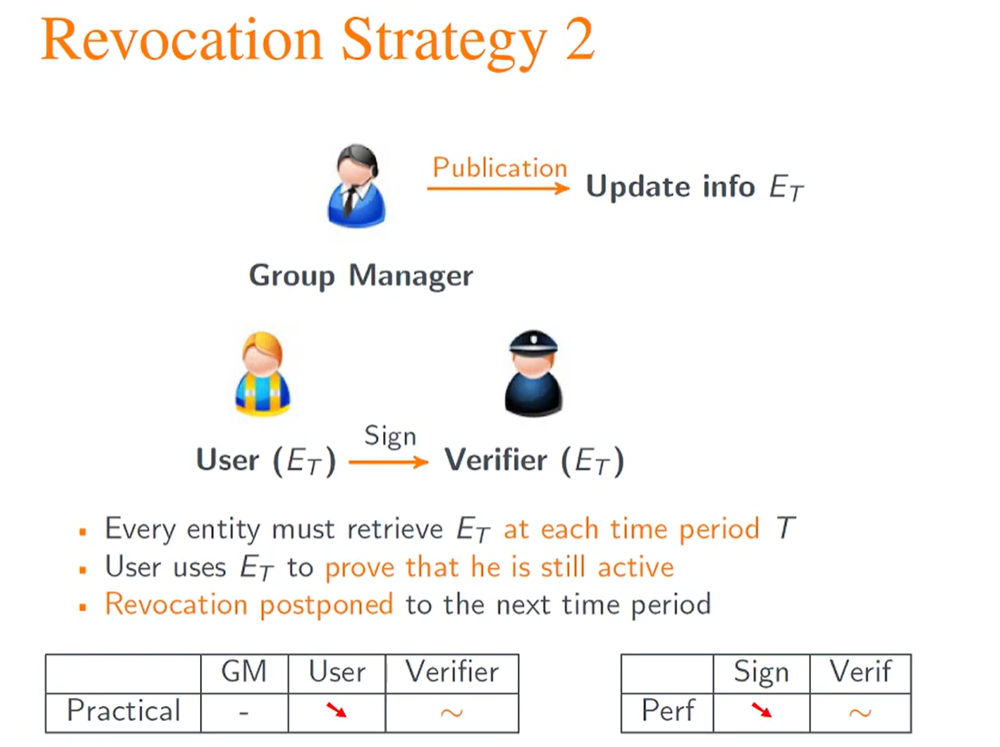 Revocation Strategy 2
Publication
Update info E_T
Group Manager
Sign
User (E_T)
Verifier (E_T)
Every entity must retrieve E_T at each time period T
User uses E_T to prove that he is still active
Revocation postponed to the next time period
GM User Verifier
Practical - ↘ ~
Sign Verif
Perf ↘ ~